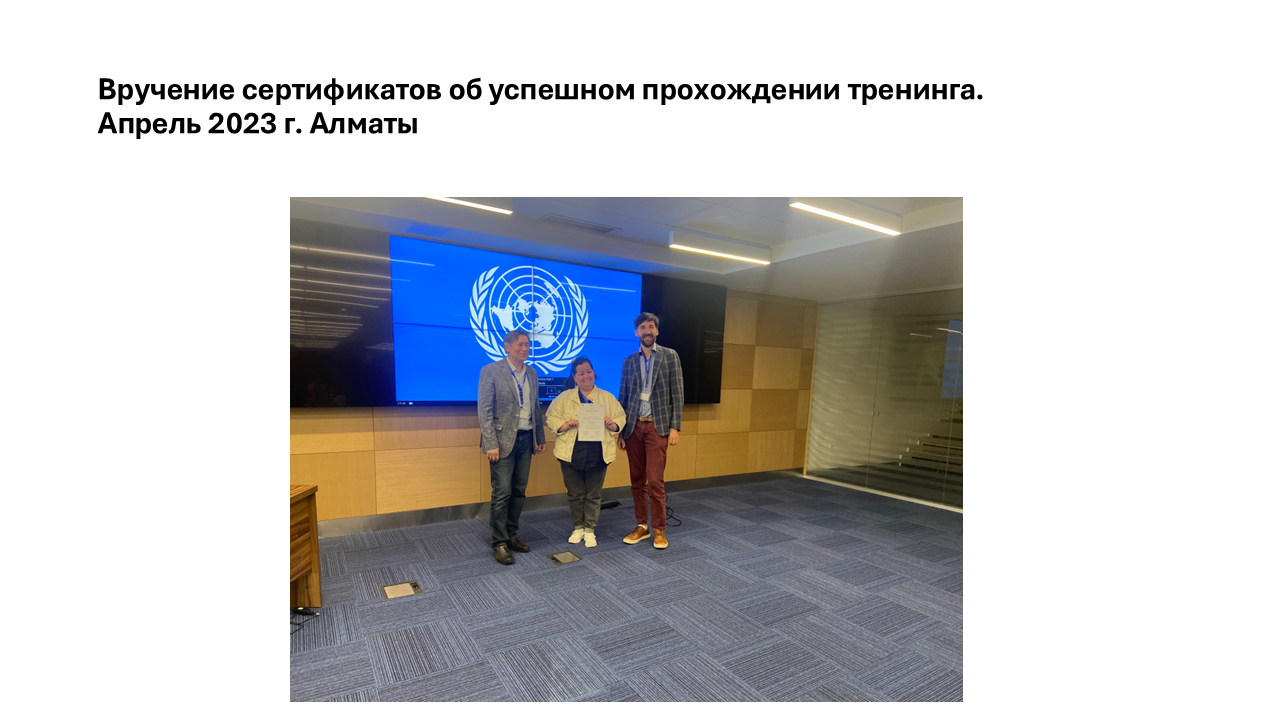 Вручение сертификатов об успешном прохождении тренинга.
Апрель 2023 г. Алматы